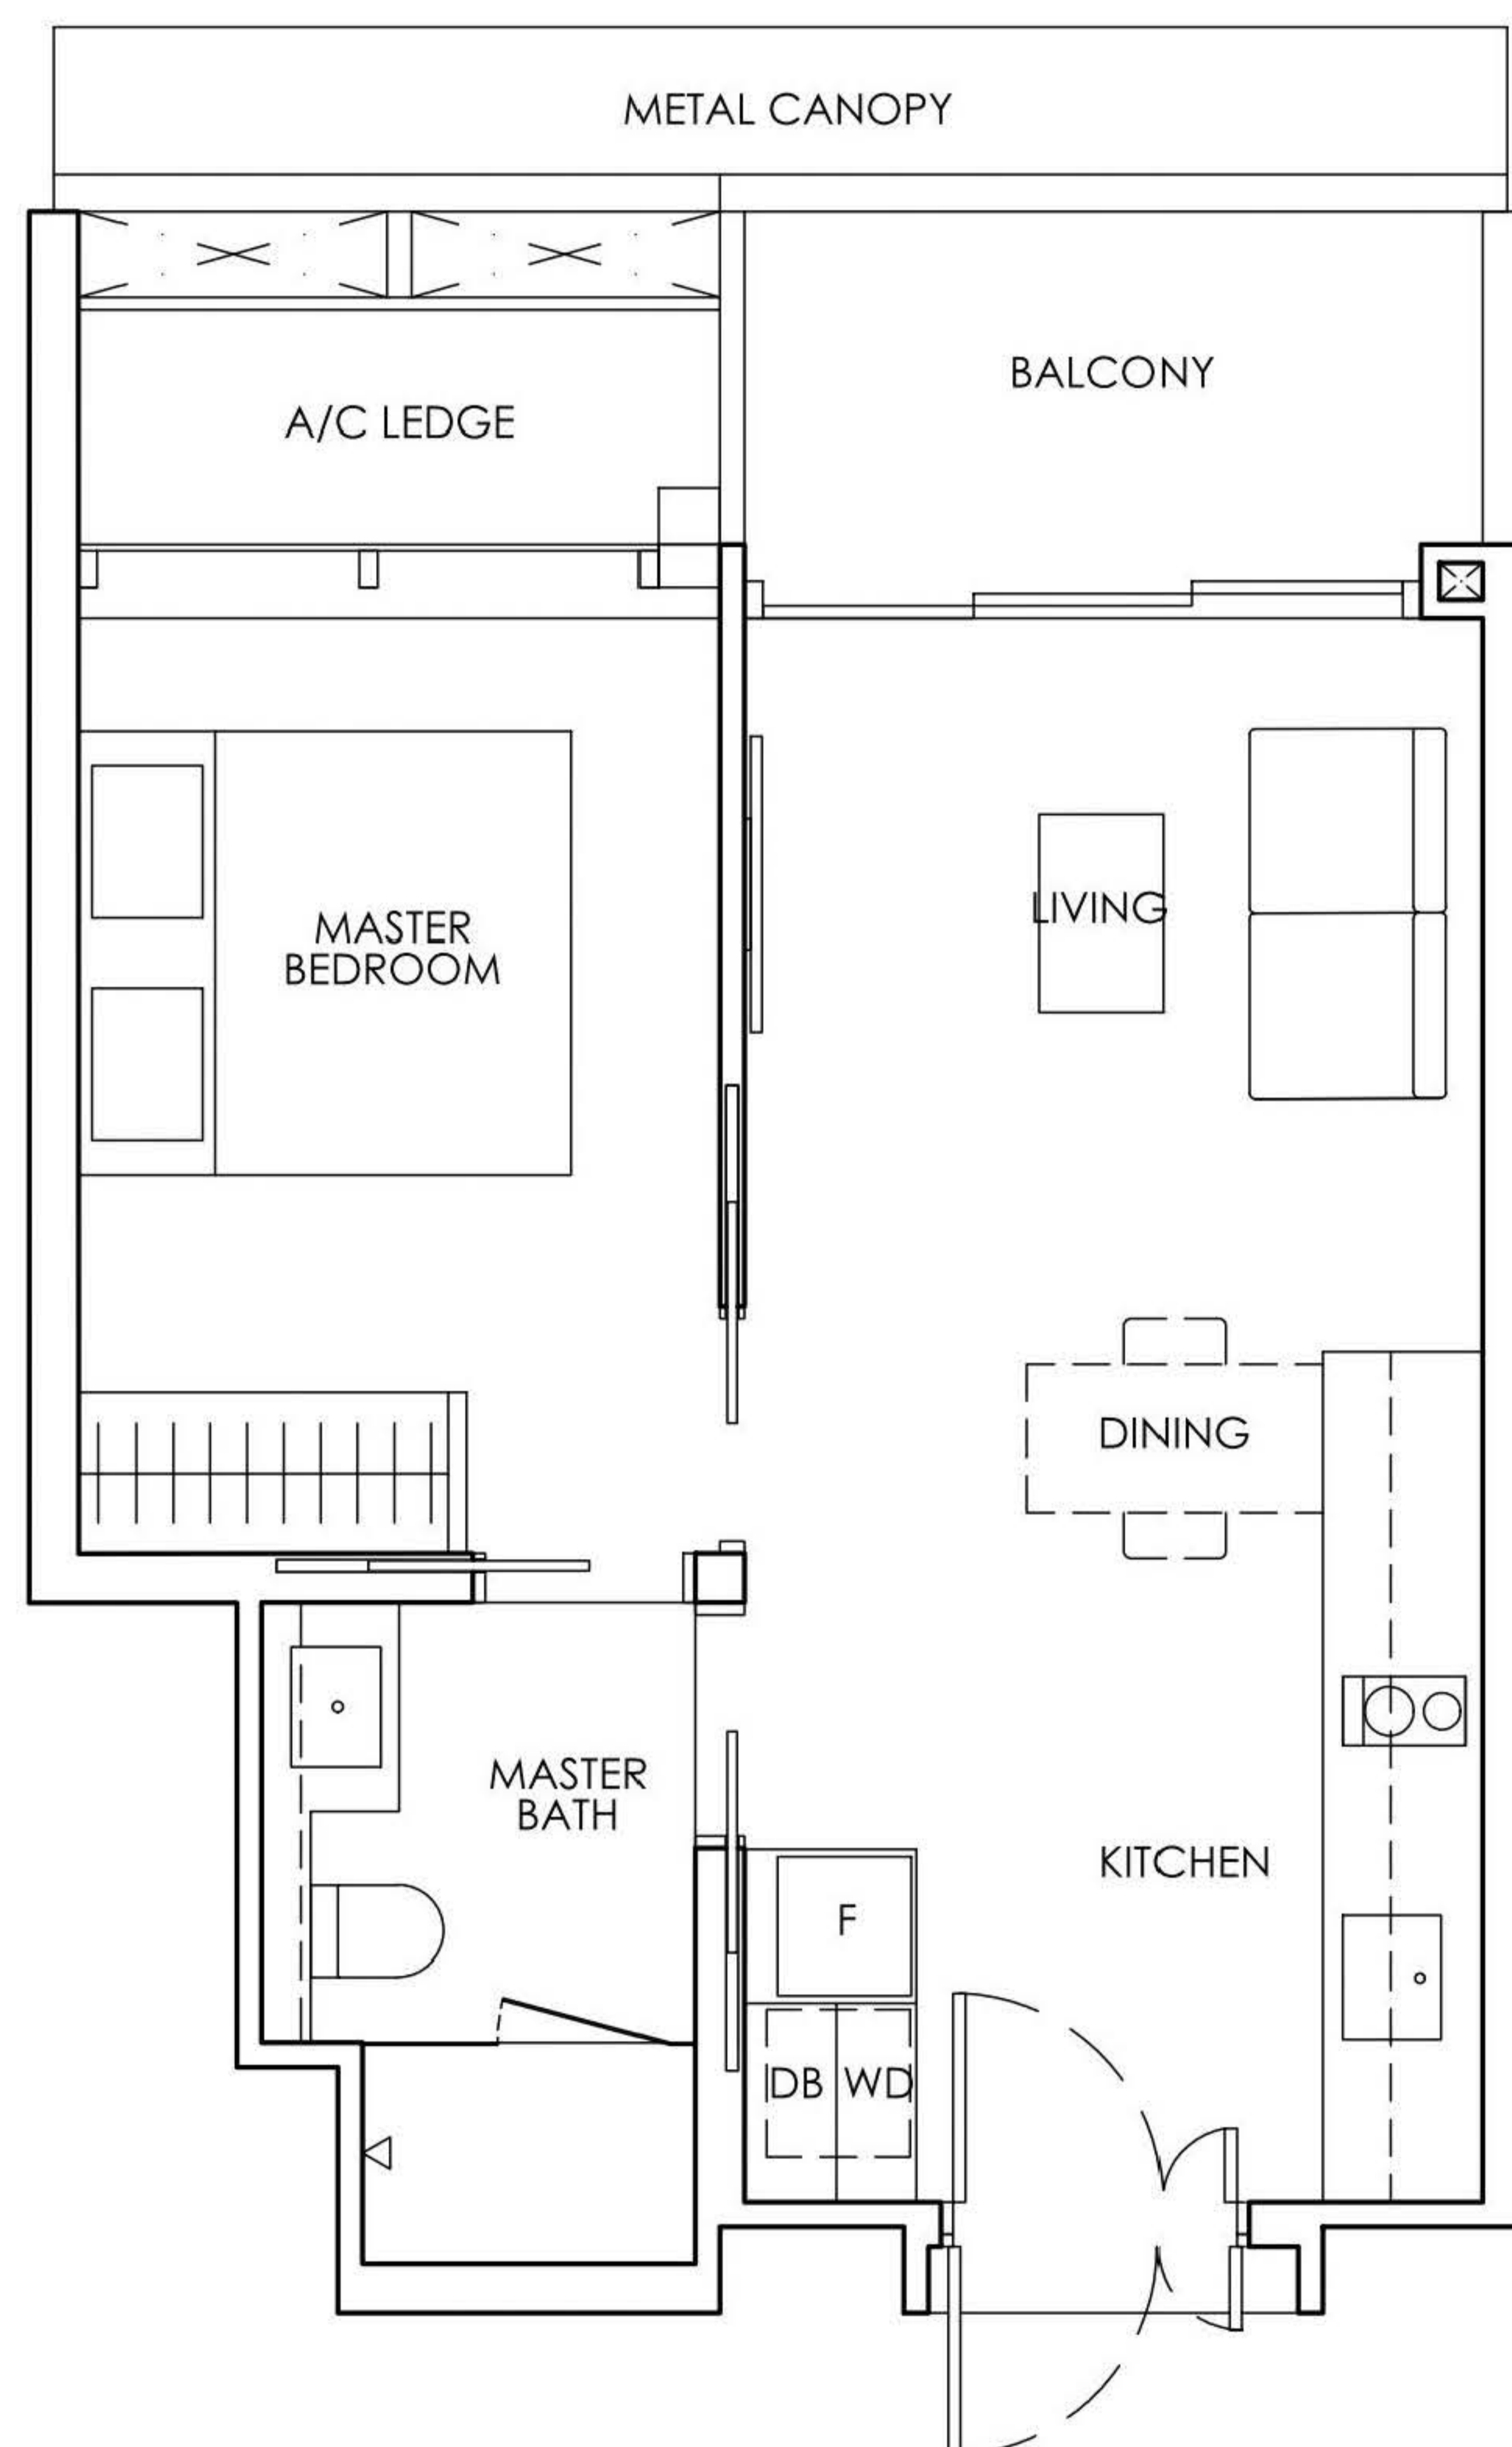 METAL CANOPY
BALCONY
A/C LEDGE
MASTER
BEDROOM
LIVING
DINING
MASTER
BATH
KITCHEN
F
DB WD